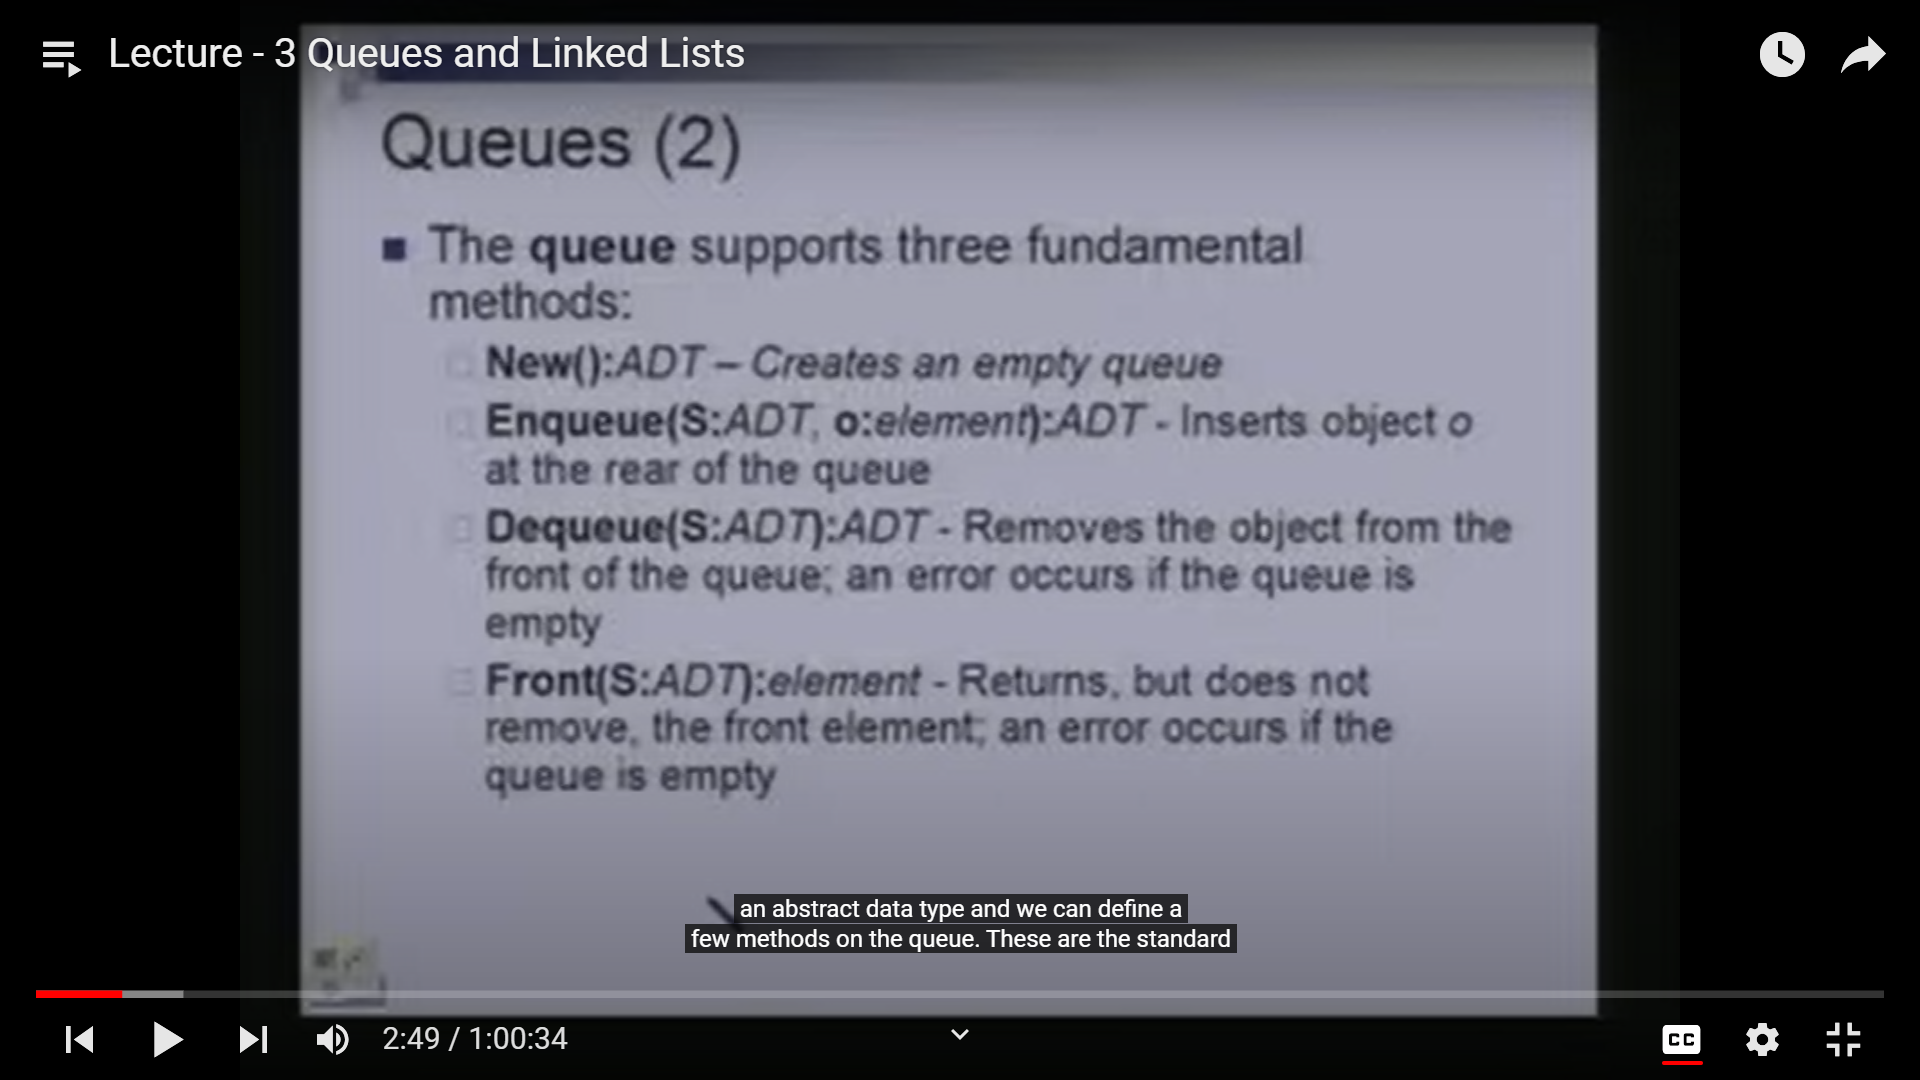 Lecture - 3 Queues and Linked Lists
Queues (2)
The queue supports three fundamental
methods:
New():ADT – Creates an empty queue
Enqueue(S:ADT, o:element):ADT - Inserts object o
at the rear of the queue
Dequeue(S:ADT):ADT - Removes the object from the
front of the queue; an error occurs if the queue is
empty
Front(S:ADT):element - Returns, but does not
remove, the front element; an error occurs if the
queue is empty
an abstract data type and we can define a
few methods on the queue. These are the standard
2:49 / 1:00:34
CC